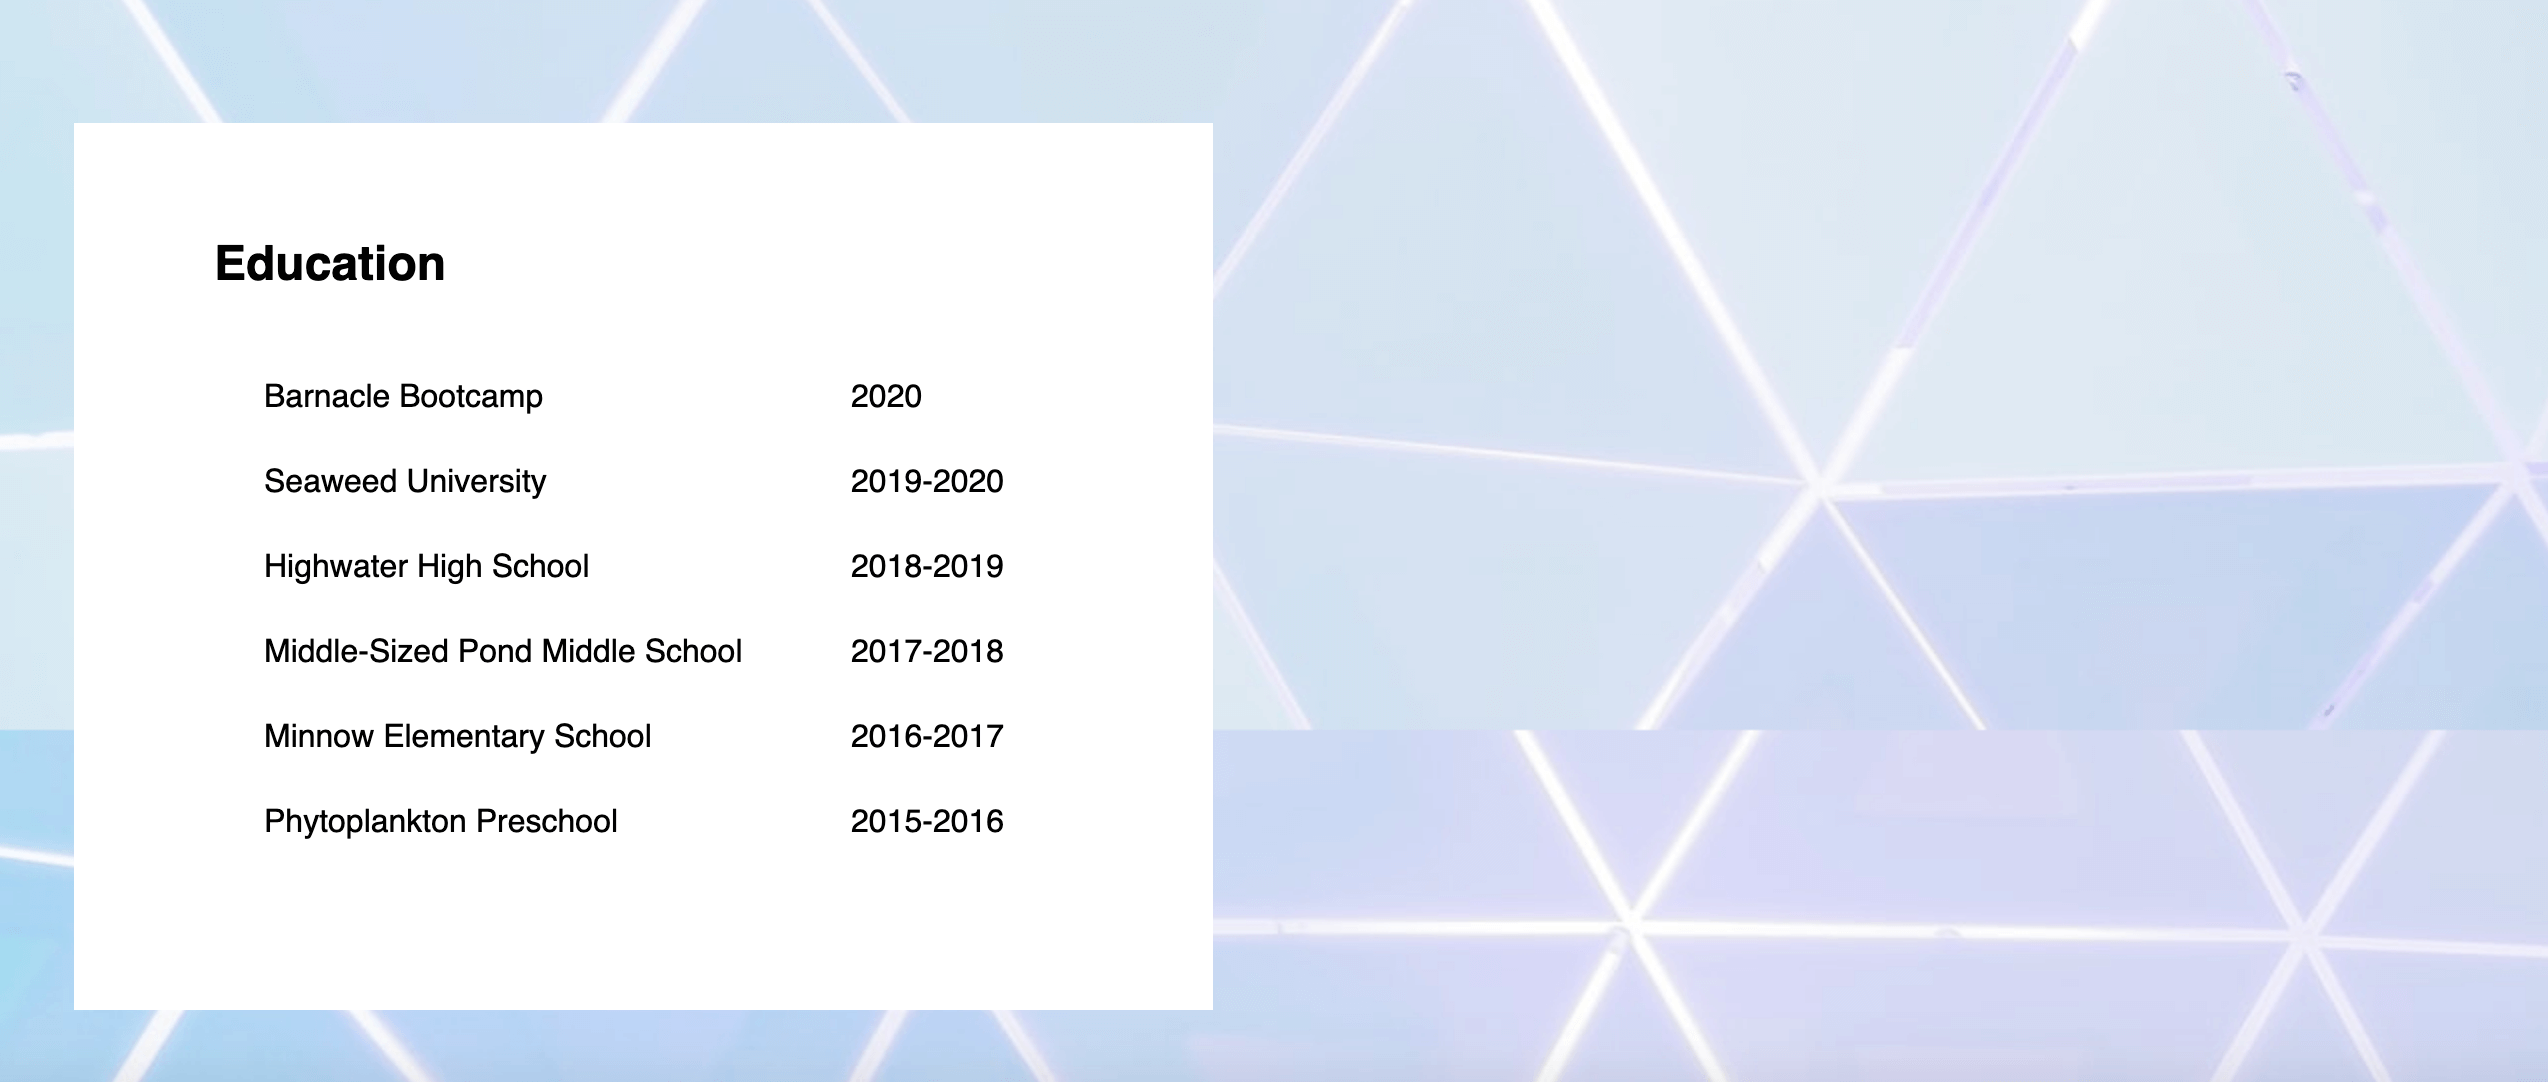 Education
Barnacle Bootcamp 2020
Seaweed University 2019-2020
Highwater High School 2018-2019
Middle-Sized Pond Middle School 2017-2018
Minnow Elementary School 2016-2017
Phytoplankton Preschool 2015-2016